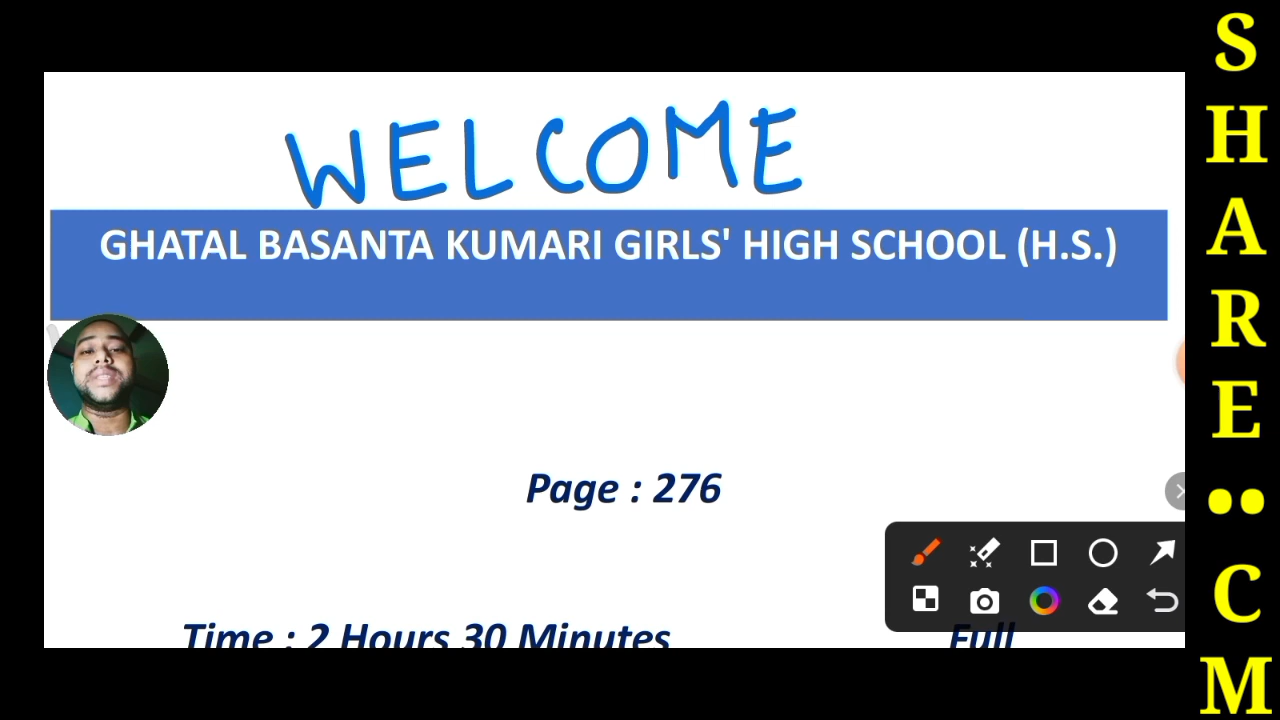 WELCOME
GHATAL BASANTA KUMARI GIRLS' HIGH SCHOOL (H.S.)
Page : 276
Time : 2 Hours 30 Minutes
Full
S
H
A
R
E
••
C
M